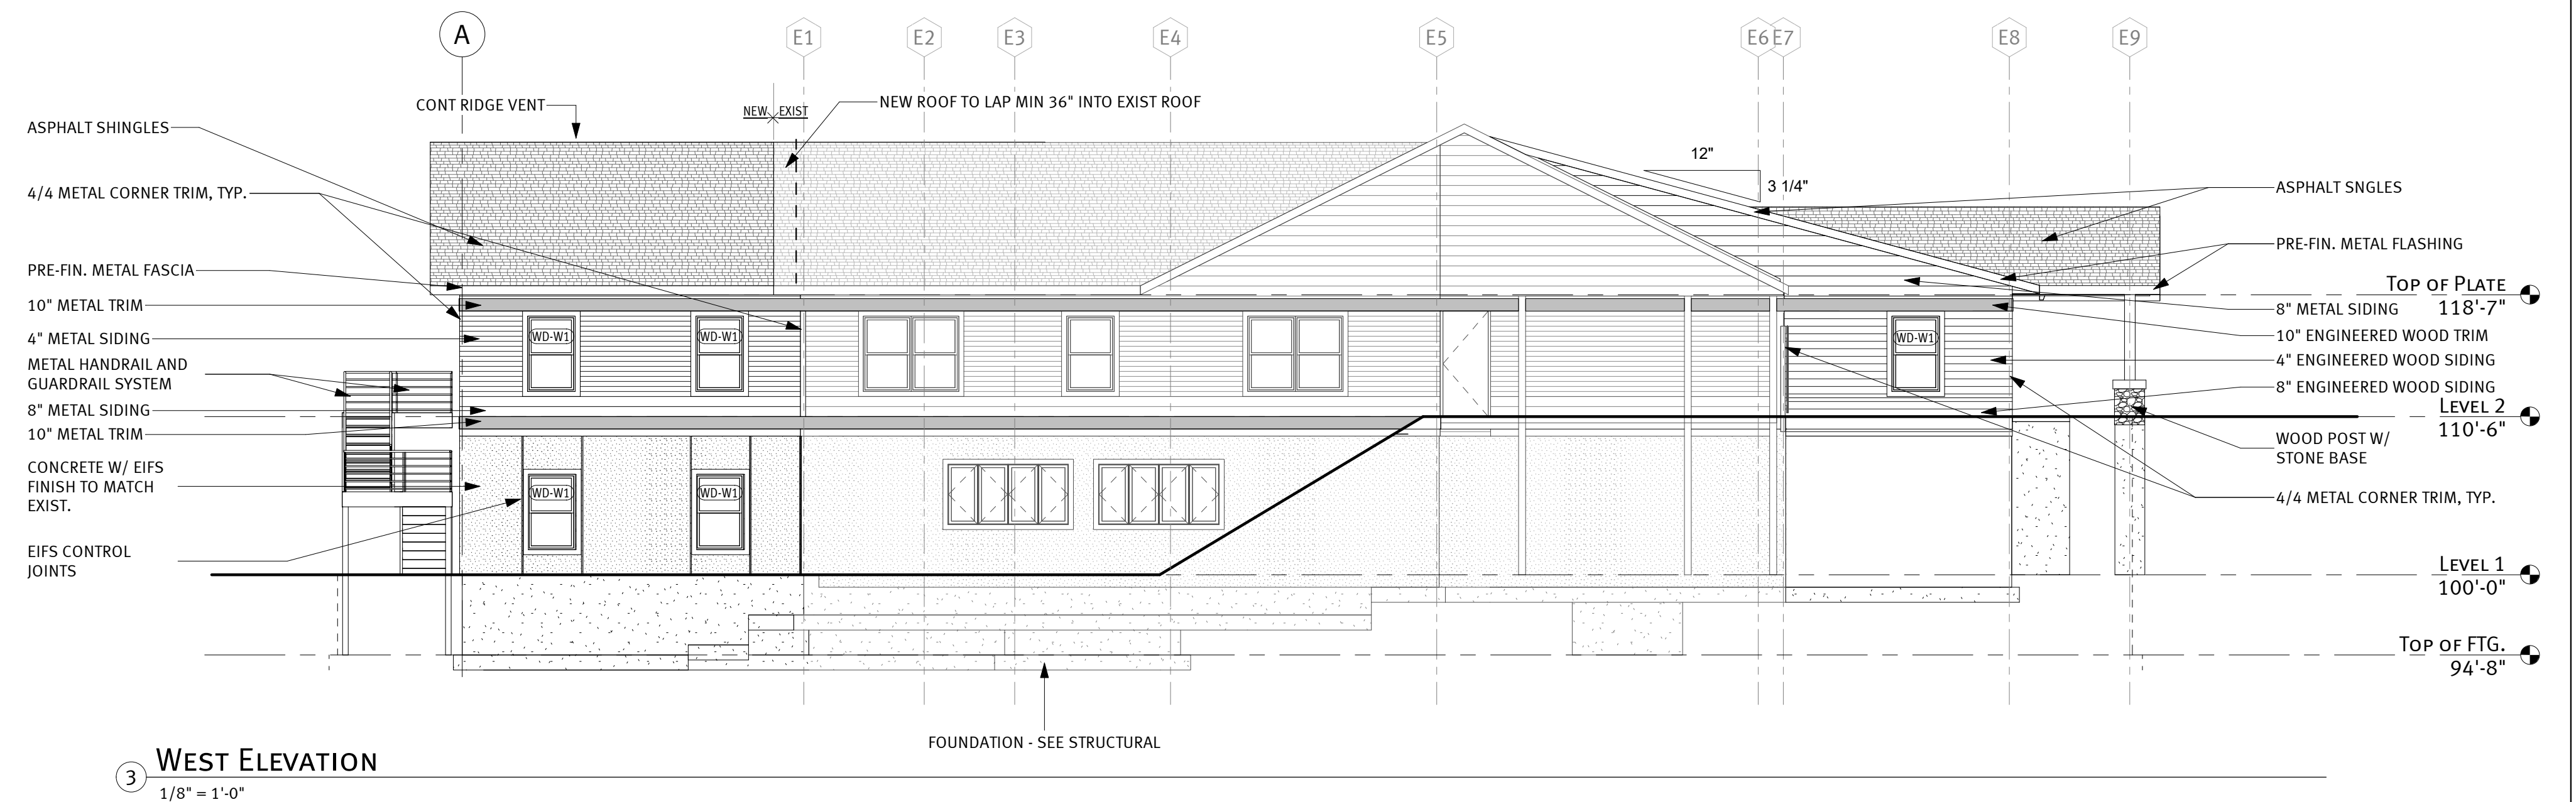 A
E1
E2
E3
E4
E5
E6
E7
E8
E9
CONT RIDGE VENT
NEW
EXIST
NEW ROOF TO LAP MIN 36" INTO EXIST ROOF
ASPHALT SHINGLES
4/4 METAL CORNER TRIM, TYP.
PRE-FIN. METAL FASCIA
10" METAL TRIM
4" METAL SIDING
METAL HANDRAIL AND
GUARDRAIL SYSTEM
8" METAL SIDING
10" METAL TRIM
CONCRETE W/ EIFS
FINISH TO MATCH
EXIST.
EIFS CONTROL
JOINTS
WD-W1
WD-W1
WD-W1
WD-W1
WD-W1
12"
3 1/4"
ASPHALT SNGLES
PRE-FIN. METAL FLASHING
TOP OF PLATE
118'-7"
8" METAL SIDING
10" ENGINEERED WOOD TRIM
4" ENGINEERED WOOD SIDING
8" ENGINEERED WOOD SIDING
LEVEL 2
110'-6"
WOOD POST W/
STONE BASE
4/4 METAL CORNER TRIM, TYP.
LEVEL 1
100'-0"
TOP OF FTG.
94'-8"
FOUNDATION - SEE STRUCTURAL
3
WEST ELEVATION
1/8" = 1'-0"